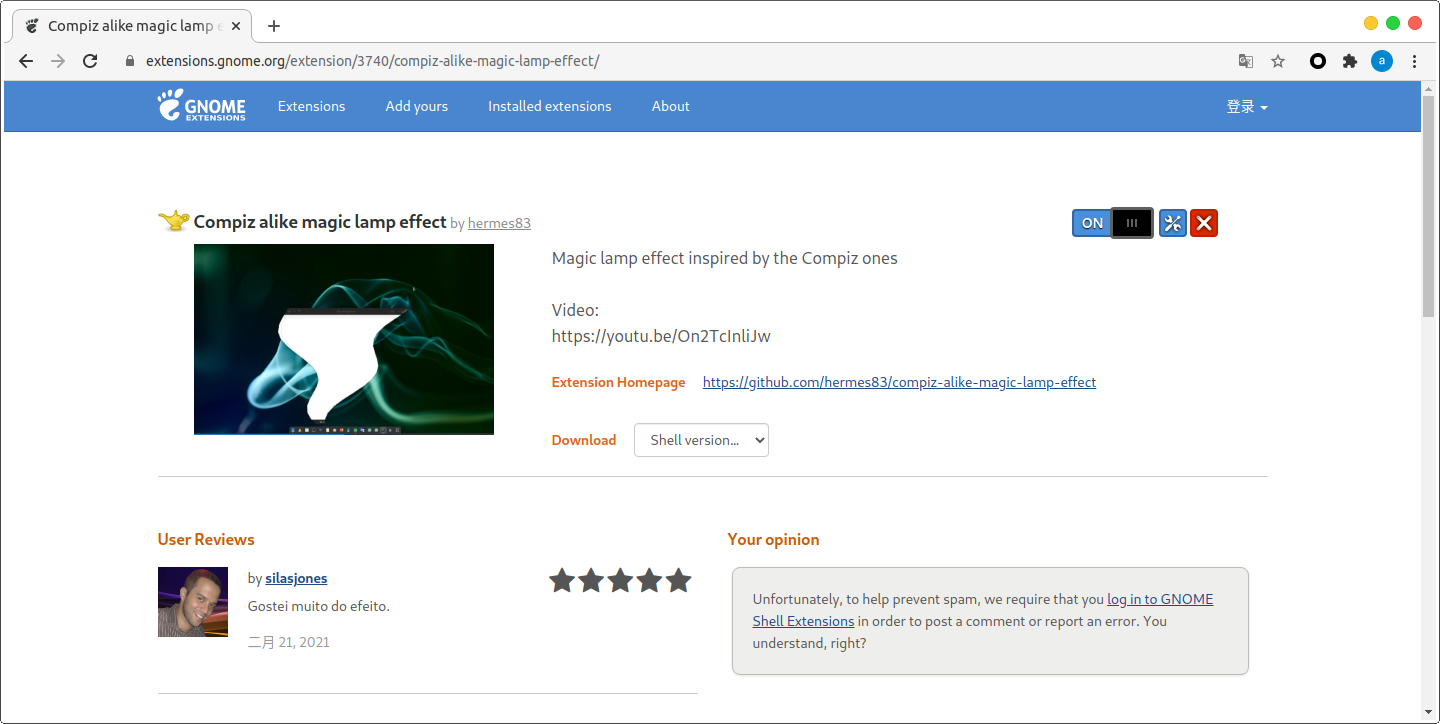 Compiz alike magic lamp e
extensions.gnome.org/extension/3740/compiz-alike-magic-lamp-effect/
a
GNOME
EXTENSIONS
Extensions
Add yours
Installed extensions
About
登录
Compiz alike magic lamp effect by hermes83
ON
Magic lamp effect inspired by the Compiz ones
Video:
https://youtu.be/On2TcInliJw
Extension Homepage https://github.com/hermes83/compiz-alike-magic-lamp-effect
Download Shell version...
User Reviews
by silasjones
Gostei muito do efeito.
二月 21, 2021
Your opinion
Unfortunately, to help prevent spam, we require that you log in to GNOME
Shell Extensions in order to post a comment or report an error. You
understand, right?